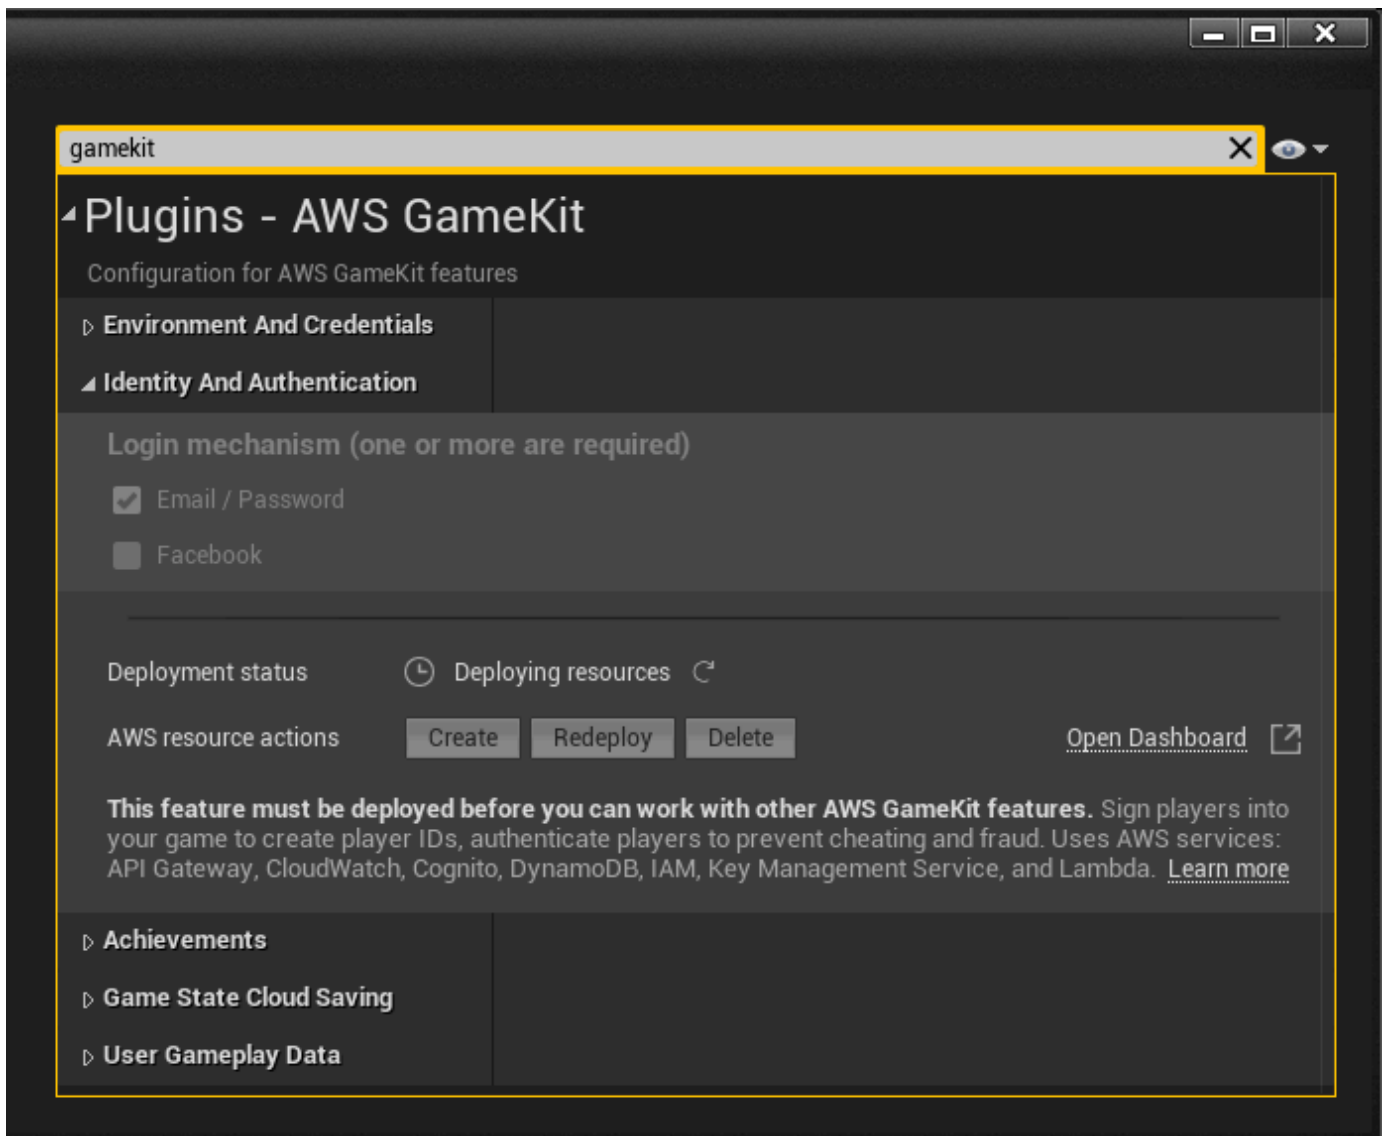 gamekit
Plugins - AWS GameKit
Configuration for AWS GameKit features
Environment And Credentials
Identity And Authentication
Login mechanism (one or more are required)
Email / Password
Facebook
Deployment status Deploying resources
AWS resource actions Create Redeploy Delete Open Dashboard
This feature must be deployed before you can work with other AWS GameKit features. Sign players into
your game to create player IDs, authenticate players to prevent cheating and fraud. Uses AWS services:
API Gateway, CloudWatch, Cognito, DynamoDB, IAM, Key Management Service, and Lambda. Learn more
Achievements
Game State Cloud Saving
User Gameplay Data